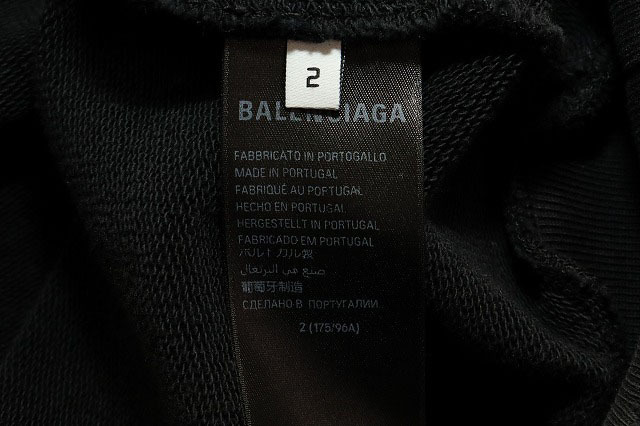 2
BALENCIAGA
FABBRICATO IN PORTOGALLO
MADE IN PORTUGAL
FABRIQUÉ AU PORTUGAL
HECHO EN PORTUGAL
HERGESTELLT IN PORTUGAL
FABRICADO EM PORTUGAL
ポルトガル製
صنع في البرتغال
葡萄牙制造
СДЕЛАНО В ПОРТУГАЛИИ
2 (175/96A)